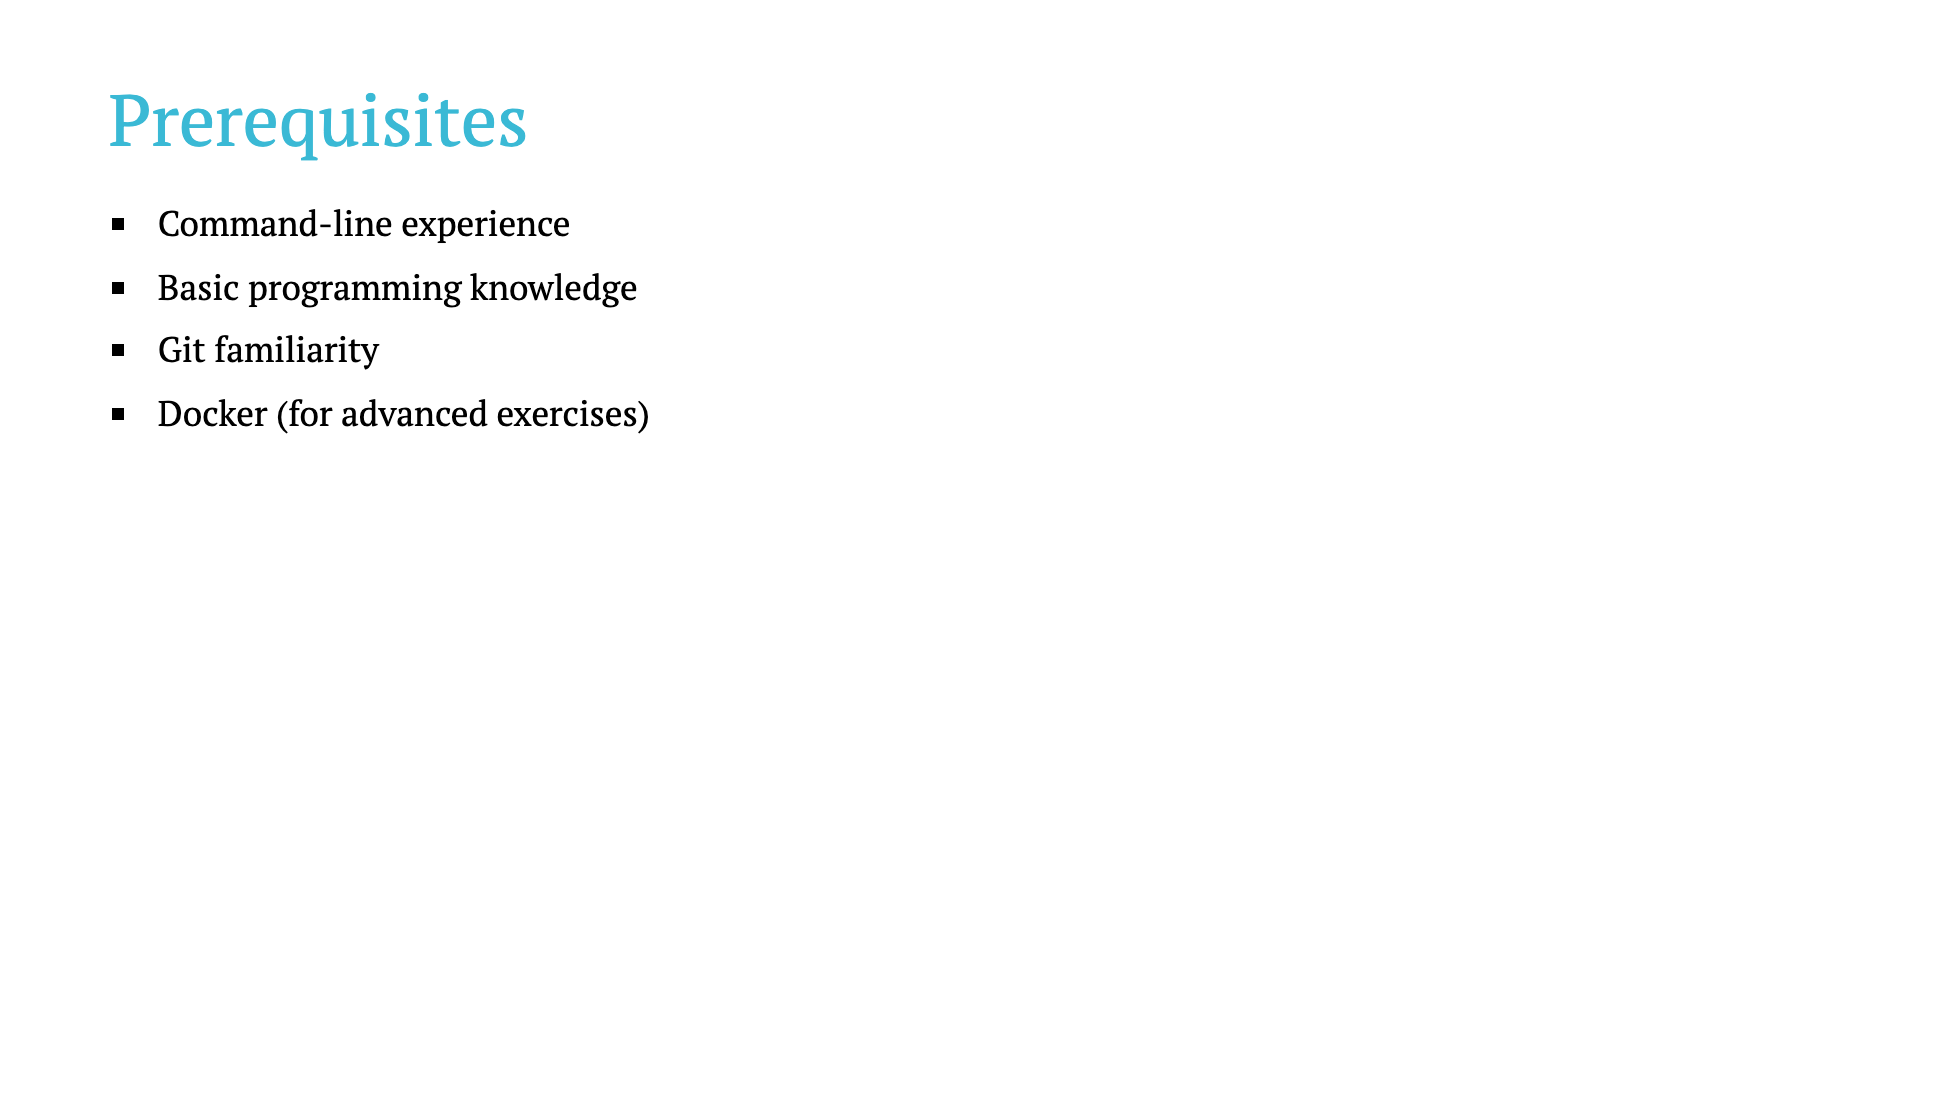 Prerequisites
▪ Command-line experience
▪ Basic programming knowledge
▪ Git familiarity
▪ Docker (for advanced exercises)